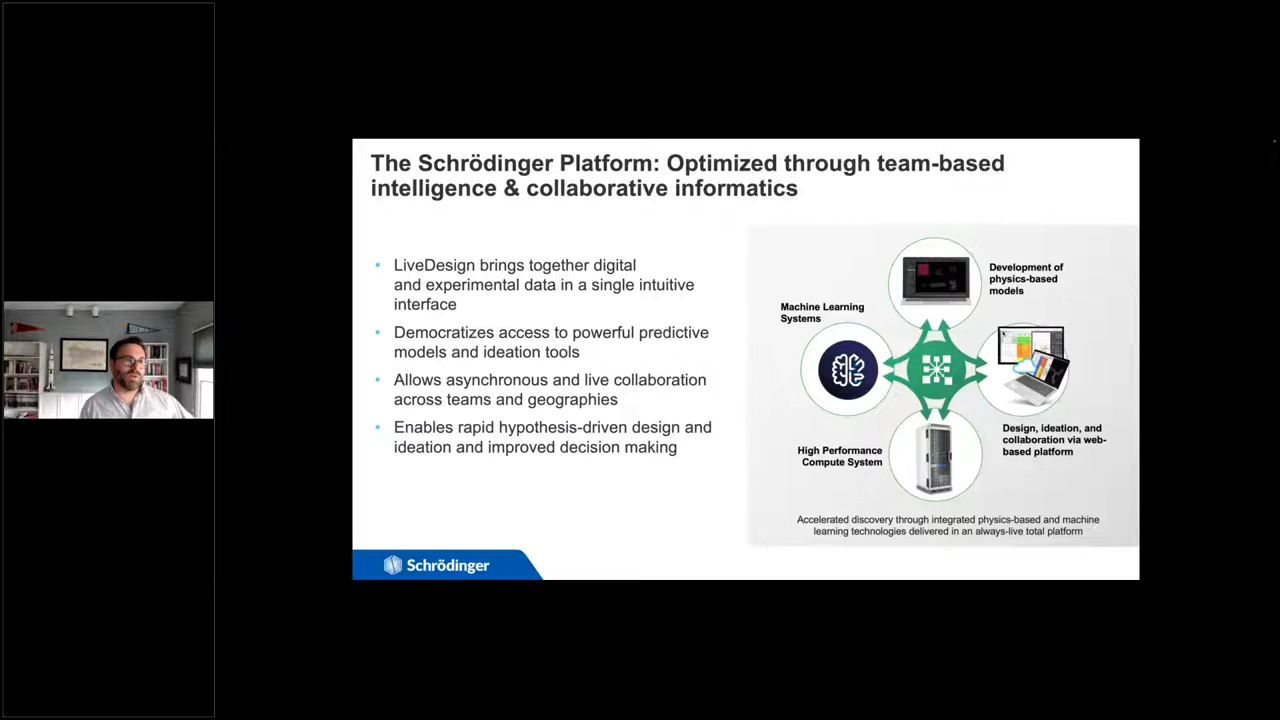 The Schrödinger Platform: Optimized through team-based
intelligence & collaborative informatics
LiveDesign brings together digital
and experimental data in a single intuitive
interface
Democratizes access to powerful predictive
models and ideation tools
Allows asynchronous and live collaboration
across teams and geographies
Enables rapid hypothesis-driven design and
ideation and improved decision making
Development of
physics-based
models
Machine Learning
Systems
Design, ideation, and
collaboration via web-
based platform
High Performance
Compute System
Accelerated discovery through integrated physics-based and machine
learning technologies delivered in an always-live total platform
Schrödinger